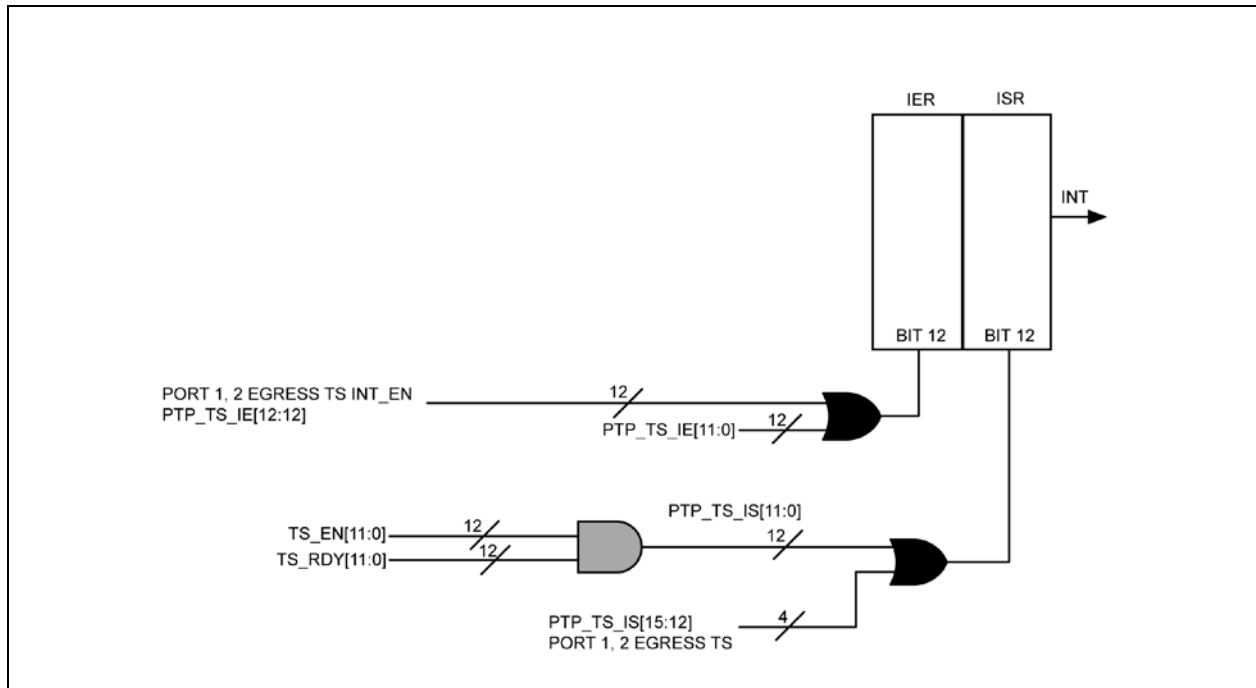 IER ISR
INT
BIT 12 BIT 12
PORT 1, 2 EGRESS TS INT_EN
PTP_TS_IE[12:12]
12
PTP_TS_IE[11:0]
12
PTP_TS_IS[11:0]
TS_EN[11:0]
12
12
TS_RDY[11:0]
12
PTP_TS_IS[15:12]
4
PORT 1, 2 EGRESS TS